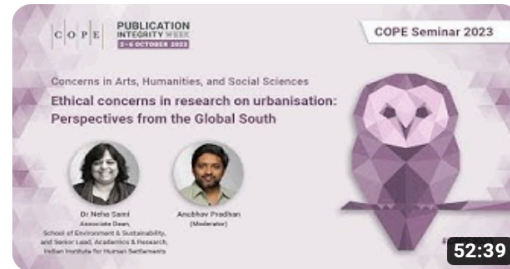 C O P E
PUBLICATION
INTEGRITY WEEK
2-6 OCTOBER 2023
COPE Seminar 2023
Concerns in Arts, Humanities, and Social Sciences
Ethical concerns in research on urbanisation:
Perspectives from the Global South
Dr Neha Sami
Associate Dean,
School of Environment & Sustainability,
and Senior Lead, Academics & Research,
Indian Institute for Human Settlements
Anubhav Pradhan
(Moderator)
52:39